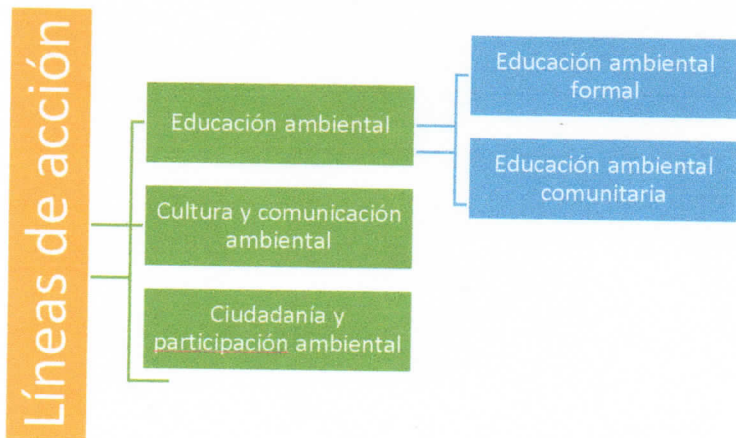 Líneas de acción
Educación ambiental
Cultura y comunicación
ambiental
Ciudadanía y
participación ambiental
Educación ambiental
formal
Educación ambiental
comunitaria